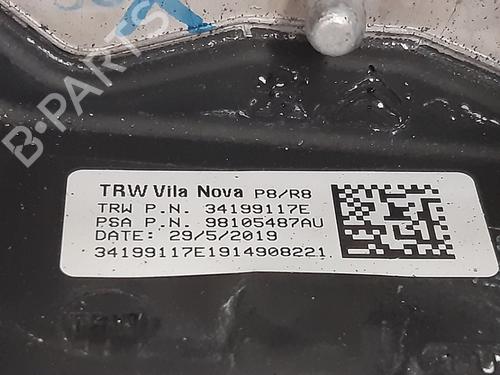 B-PARTS
TRW Vila Nova P8/R8
TRW P.N. 34199117E
PSA P.N. 98105487AU
DATE: 29/5/2019
34199117E1914908221